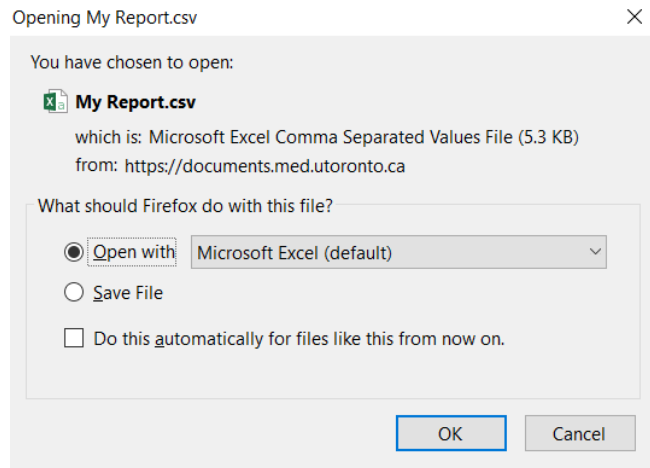 Opening My Report.csv
You have chosen to open:
My Report.csv
which is: Microsoft Excel Comma Separated Values File (5.3 KB)
from: https://documents.med.utoronto.ca
What should Firefox do with this file?
Open with Microsoft Excel (default)
Save File
Do this automatically for files like this from now on.
OK Cancel